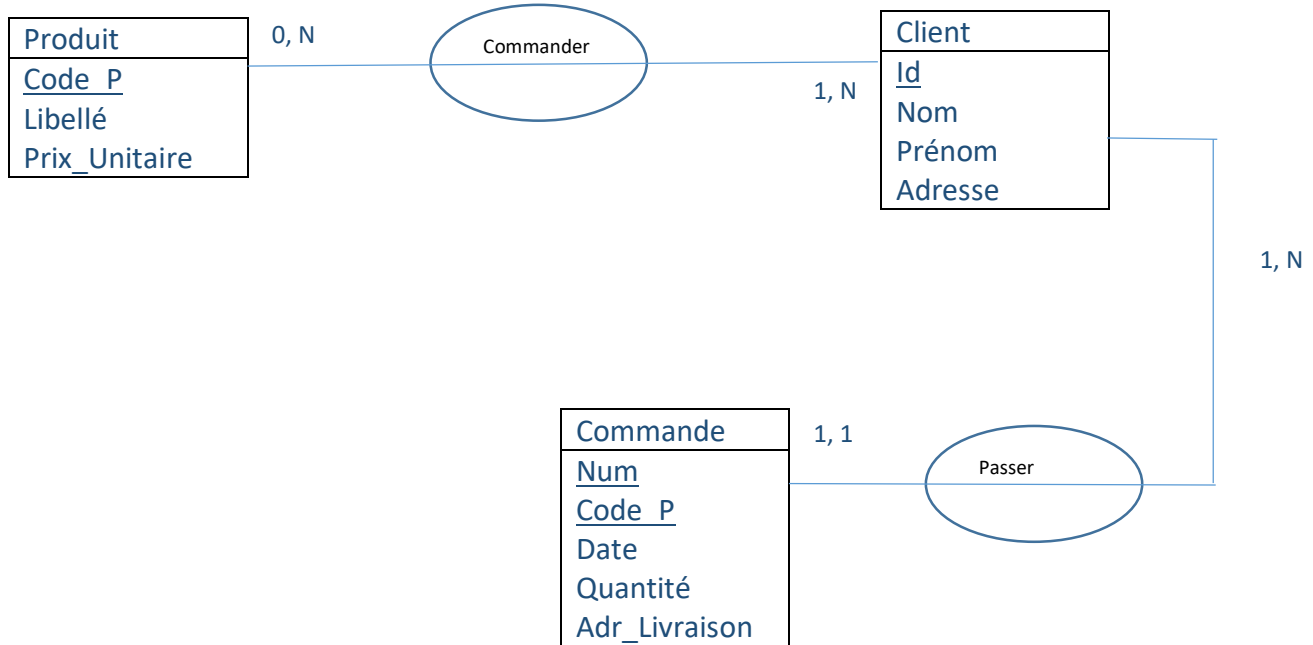 Produit
0, N
Code_P
Libellé
Prix_Unitaire
Commander
Client
1, N
Id
Nom
Prénom
Adresse
1, N
Commande
1, 1
Num
Code_P
Date
Quantité
Adr_Livraison
Passer